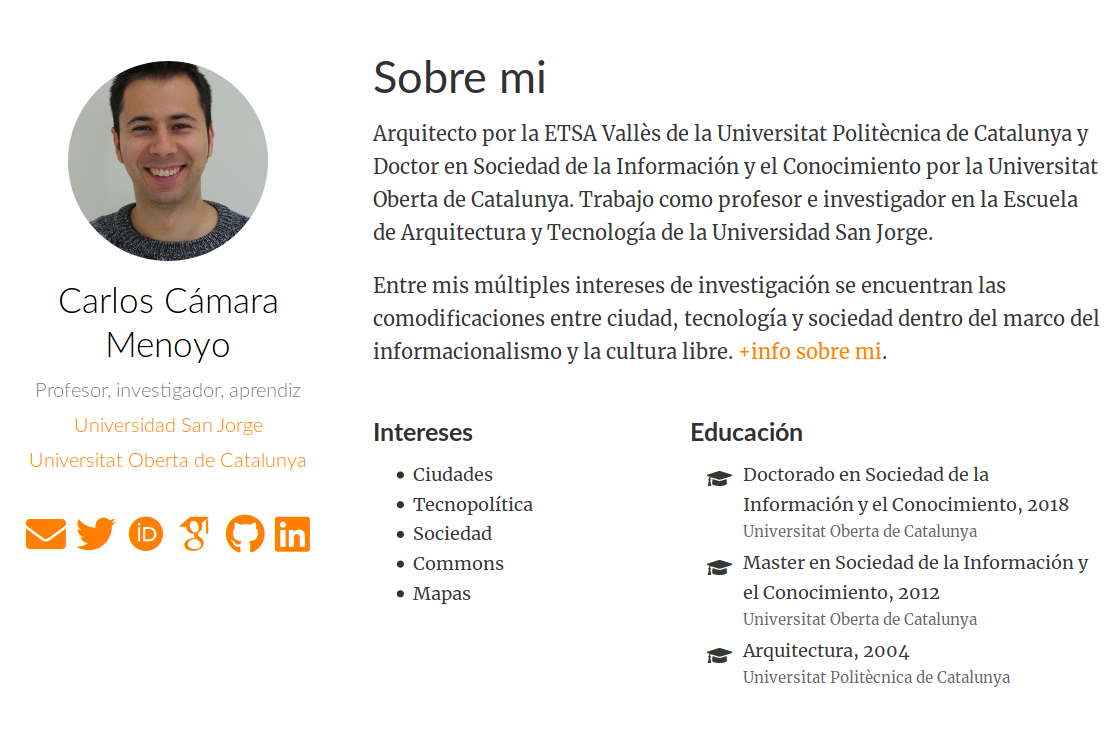 Carlos Cámara
Menoyo
Profesor, investigador, aprendiz
Universidad San Jorge
Universitat Oberta de Catalunya
iD
Sobre mi
Arquitecto por la ETSA Vallès de la Universitat Politècnica de Catalunya y
Doctor en Sociedad de la Información y el Conocimiento por la Universitat
Oberta de Catalunya. Trabajo como profesor e investigador en la Escuela
de Arquitectura y Tecnología de la Universidad San Jorge.
Entre mis múltiples intereses de investigación se encuentran las
comodificaciones entre ciudad, tecnología y sociedad dentro del marco del
informacionalismo y la cultura libre. +info sobre mi.
Intereses
Ciudades
Tecnopolítica
Sociedad
Commons
Mapas
Educación
Doctorado en Sociedad de la
Información y el Conocimiento, 2018
Universitat Oberta de Catalunya
Master en Sociedad de la Información y
el Conocimiento, 2012
Universitat Oberta de Catalunya
Arquitectura, 2004
Universitat Politècnica de Catalunya